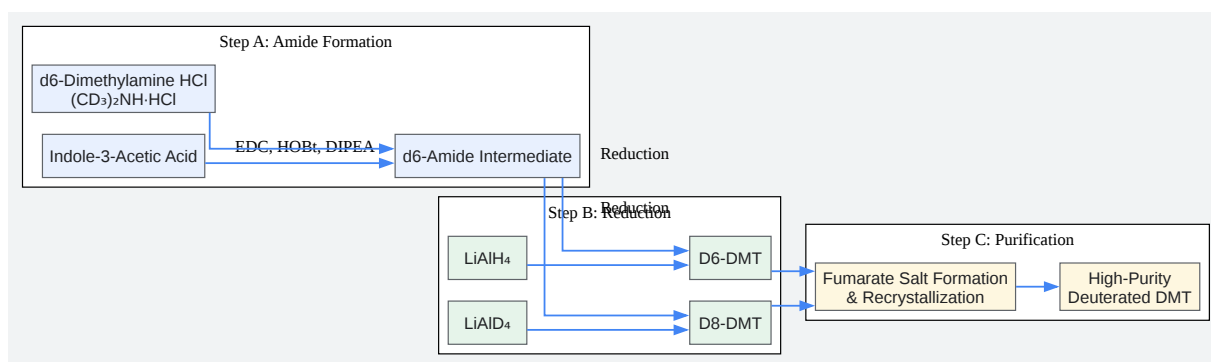 Step A: Amide Formation
d6-Dimethylamine HCl
(CD₃)₂NH·HCl
EDC, HOBt, DIPEA
Indole-3-Acetic Acid
d6-Amide Intermediate
Reduction
Reduction
Step B: Reduction
LiAlH₄
D6-DMT
LiAlD₄
D8-DMT
Step C: Purification
Fumarate Salt Formation
& Recrystallization
High-Purity
Deuterated DMT